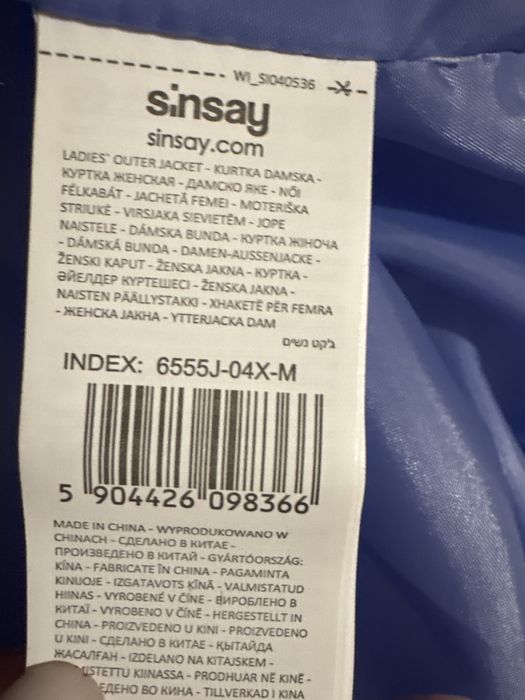 WI_SI040536
sinsay
sinsay.com
LADIES' OUTER JACKET - KURTKA DAMSKA -
КУРТКА ЖЕНСКАЯ - ДАМСКО ЯКЕ - NŐI
FÉLKABÁT - JACHETĂ FEMEI - MOTERIŠKA
STRIUKĖ - VIRSJAKA SIEVIETĒM - JOPE
NAISTELE - DÁMSKA BUNDA - КУРТКА ЖІНОЧА
- DÁMSKÁ BUNDA - DAMEN-AUSSENJACKE -
ŽENSKI KAPUT - ŽENSKA JAKNA - КУРТКА -
ӘЙЕЛДЕР КҮРТЕШЕСІ - ŽENSKA JAKNA -
NAISTEN PÄÄLLYSTAKKI - XHAKETË PËR FEMRA
- ЖЕНСКА ЈАКНА - YTTERJACKA DAM
ג'קט נשים
INDEX: 6555J-04X-M
5 904426 098366
MADE IN CHINA - WYPRODUKOWANO W
CHINACH - СДЕЛАНО В КИТАЕ -
ПРОИЗВЕДЕНО В КИТАЙ - GYÁRTÓORSZÁG:
KÍNA - FABRICATE ÎN CHINA - PAGAMINTA
KINIJOJE - IZGATAVOTS ĶĪNĀ - VALMISTATUD
HIINAS - VYROBENÉ V ČÍNE - ВИРОБЛЕНО В
КИТАЇ - VYROBENO V ČÍNĚ - HERGESTELLT IN
CHINA - PROIZVEDENO U KINI - PROIZVEDENO
U KINI - СДЕЛАНО В КИТАЕ - ҚЫТАЙДА
ЖАСАЛҒАН - IZDELANO NA KITAJSKEM -
KIINASSA - PRODHUAR NË KINË -
ВО КИНА - TILLVERKAD I KINA